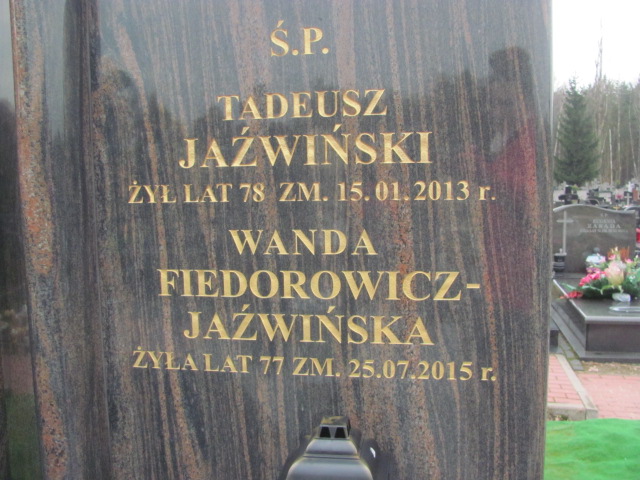 Ś.P.
TADEUSZ
JAŹWIŃSKI
ŻYŁ LAT 78 ZM. 15.01.2013 r.
WANDA
FIEDOROWICZ-
JAŹWIŃSKA
ŻYŁA LAT 77 ZM. 25.07.2015 r.